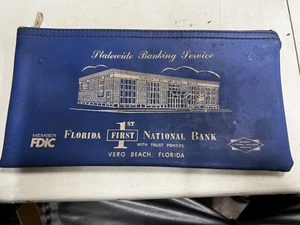 Statewide Banking Service
MEMBER
FDIC
FLORIDA 1ST FIRST NATIONAL BANK
WITH TRUST POWERS
VERO BEACH, FLORIDA